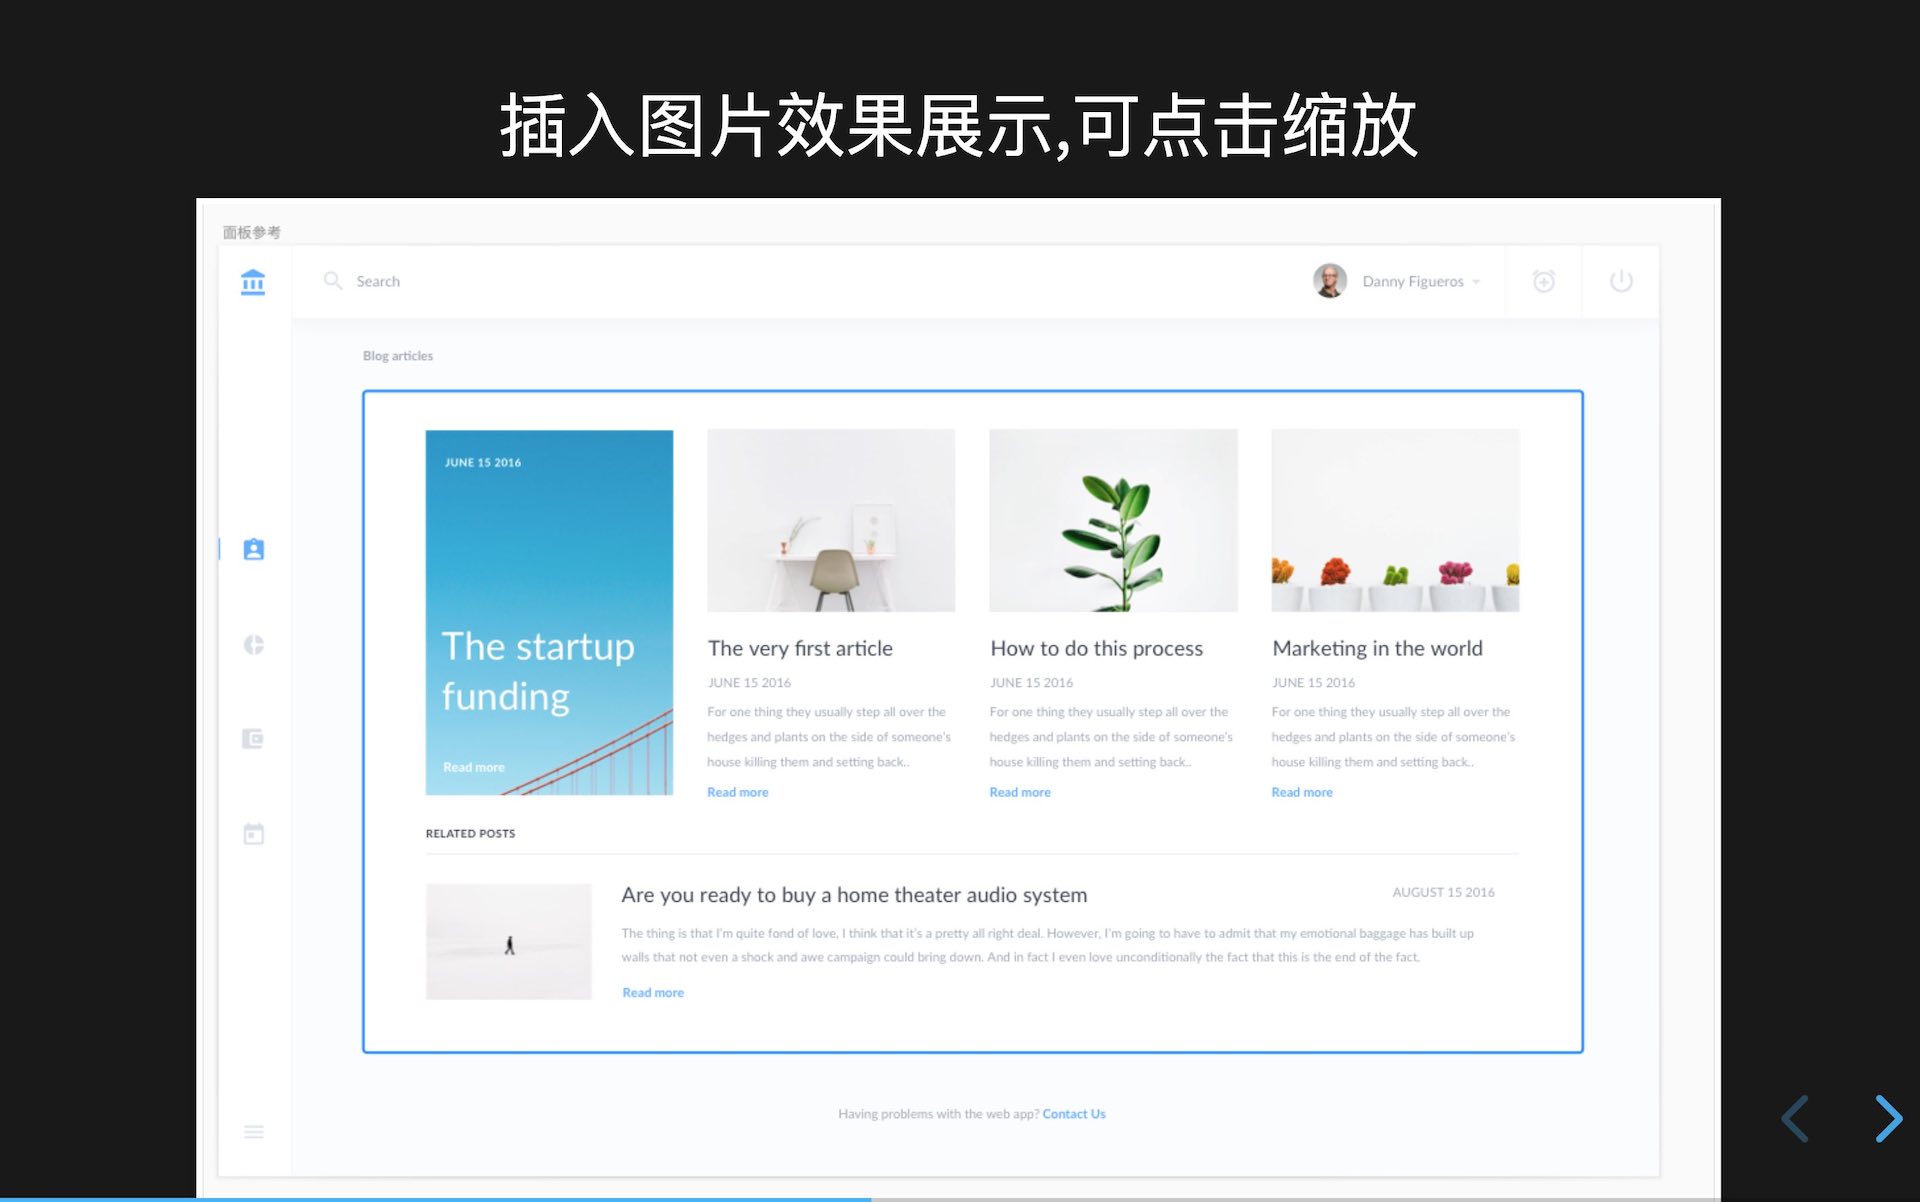 插入图片效果展示,可点击缩放
面板参考
Search
Danny Figueros
Blog articles
JUNE 15 2016
The startup
funding
Read more
The very first article
JUNE 15 2016
For one thing they usually step all over the
hedges and plants on the side of someone's
house killing them and setting back..
Read more
How to do this process
JUNE 15 2016
For one thing they usually step all over the
hedges and plants on the side of someone's
house killing them and setting back..
Read more
Marketing in the world
JUNE 15 2016
For one thing they usually step all over the
hedges and plants on the side of someone's
house killing them and setting back..
Read more
RELATED POSTS
Are you ready to buy a home theater audio system
AUGUST 15 2016
The thing is that I'm quite fond of love, I think that it's a pretty all right deal. However, I'm going to have to admit that my emotional baggage has built up
walls that not even a shock and awe campaign could bring down. And in fact I even love unconditionally the fact that this is the end of the fact.
Read more
Having problems with the web app? Contact Us